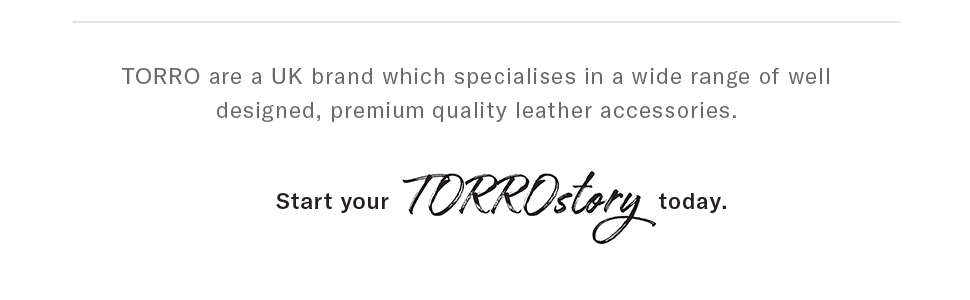 TORRO are a UK brand which specialises in a wide range of well
designed, premium quality leather accessories.
Start your TORROstory today.